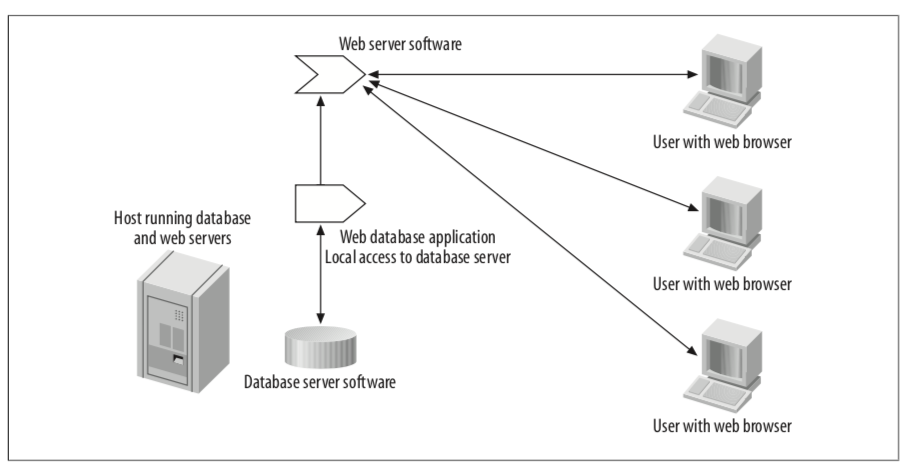 Web server software
User with web browser
Host running database
and web servers
Web database application
Local access to database server
User with web browser
Database server software
User with web browser